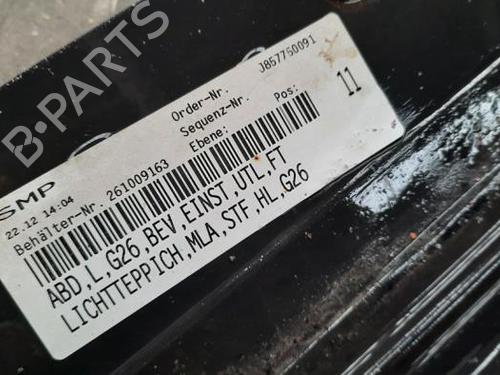 SMP
22.12 14:04
Behälter-Nr.:261009163
Order-Nr. J857750091
Sequenz-Nr.
Ebene: Pos: 11
ABD,L,G26,BEV,EINST,UTL,FT
LICHTTEPPICH,MLA,STF,HL,G26
B-PARTS